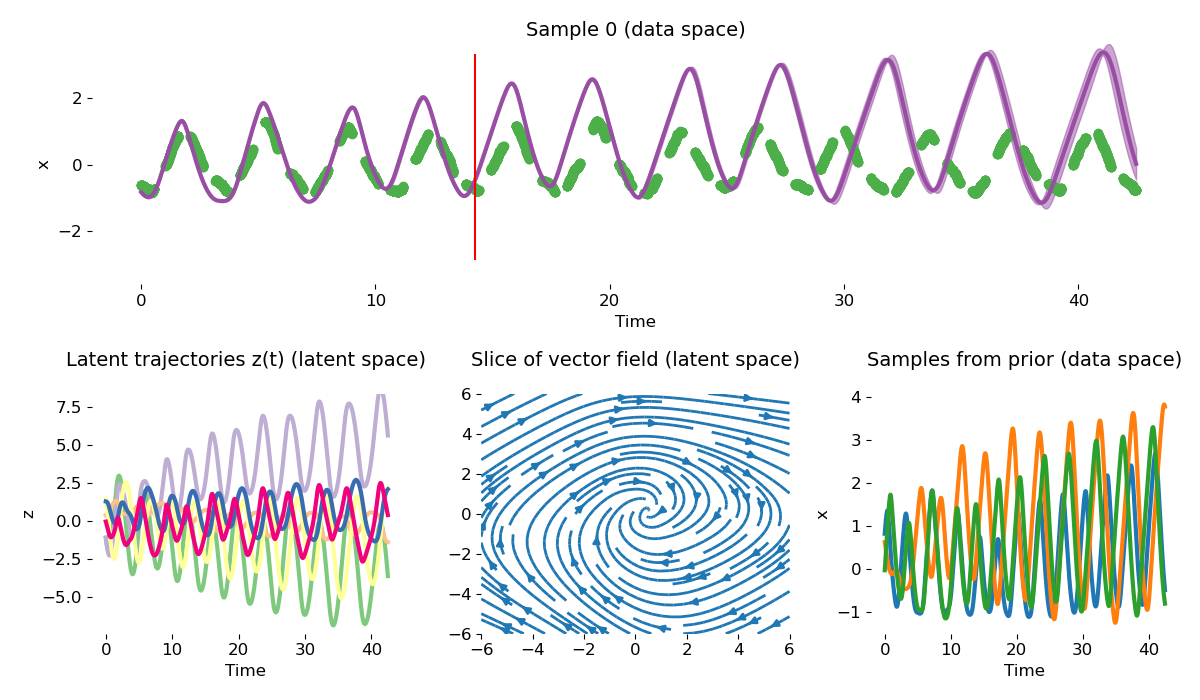 Sample 0 (data space)
2
0
−2
x
0 10 20 30 40
Time
Latent trajectories z(t) (latent space)
7.5
5.0
2.5
0.0
−2.5
−5.0
z
0 10 20 30 40
Time
Slice of vector field (latent space)
6
4
2
0
−2
−4
−6
−6 −4 −2 0 2 4 6
Samples from prior (data space)
4
3
2
1
0
−1
x
0 10 20 30 40
Time